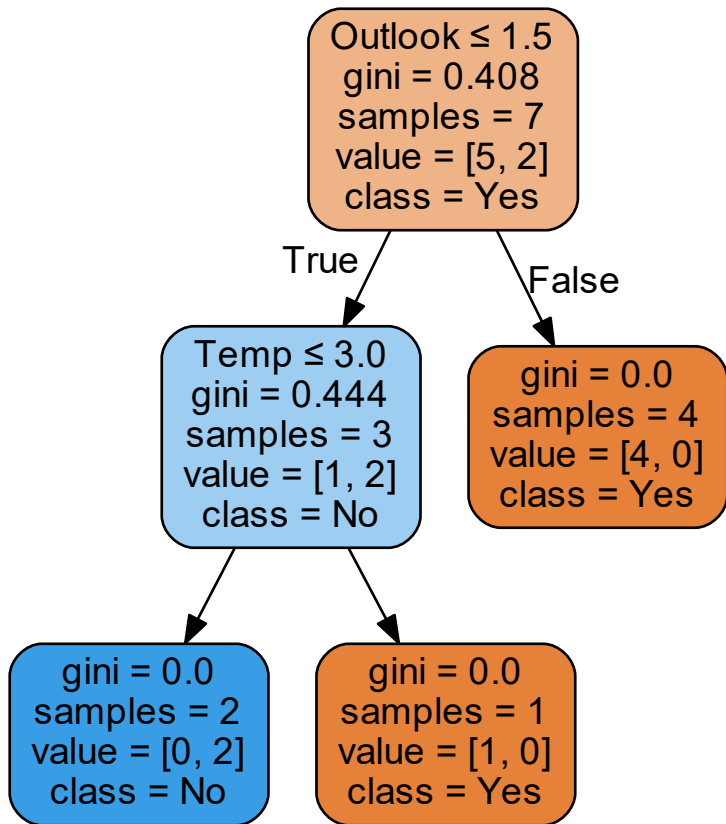 Outlook ≤ 1.5
gini = 0.408
samples = 7
value = [5, 2]
class = Yes
True
False
Temp ≤ 3.0
gini = 0.444
samples = 3
value = [1, 2]
class = No
gini = 0.0
samples = 4
value = [4, 0]
class = Yes
gini = 0.0
samples = 2
value = [0, 2]
class = No
gini = 0.0
samples = 1
value = [1, 0]
class = Yes